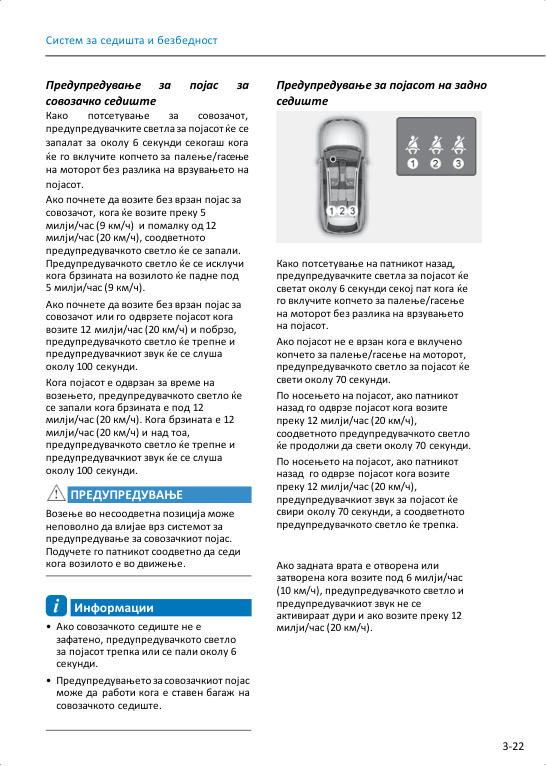 Систем за седишта и безбедност
Предупредување за појас за
совозачко седиште
Како потсетување на совозачот,
предупредувачките светла за појасот ќе се
запалат за околу 6 секунди секогаш кога
ќе го вклучите копчето за палење/гасење
на моторот без разлика на врзувањето на
појасот.
Ако почнете да возите без врзан појас за
совозачот, кога ќе возите преку 5
милји/час (9 км/ч) и помалку од 12
милји/час (20 км/ч), соодветното
предупредувачкото светло ќе се запали.
Предупредувачкото светло ќе се исклучи
кога брзината на возилото ќе падне под
5 милји/час (9 км/ч).
Ако почнете да возите без врзан појас за
совозачот или го одврзете појасот кога
возите 12 милји/час (20 км/ч) и побрзо,
предупредувачкото светло ќе трепне и
предупредувачкиот звук ќе се слуша
околу 100 секунди.
Кога појасот е одврзан за време на
возењето, предупредувачкото светло ќе
се запали кога брзината е под 12
милји/час (20 км/ч). Кога брзината е 12
милји/час (20 км/ч) и над тоа,
предупредувачкото светло ќе трепне и
предупредувачкиот звук ќе се слуша
околу 100 секунди.
ПРЕДУПРЕДУВАЊЕ
Возење во несоодветна позиција може
неповолно да влијае врз системот за
предупредување за совозачкиот појас.
Подучете го патникот соодветно да седи
кога возилото е во движење.
i Информации
• Ако совозачкото седиште не е
зафатено, предупредувачкото светло
за појасот трепка или се пали околу 6
секунди.
• Предупредувањето за совозачкиот појас
може да работи кога е ставен багаж на
совозачкото седиште.
Предупредување за појасот на задно
седиште
1 2 3
1 2 3
Како потсетување на патникот назад,
предупредувачките светла за појасот ќе
светат околу 6 секунди секој пат кога ќе
го вклучите копчето за палење/гасење
на моторот без разлика на врзувањето
на појасот.
Ако појасот не е врзан кога е вклучено
копчето за палење/гасење на моторот,
предупредувачкото светло за појасот ќе
свети околу 70 секунди.
По носењето на појасот, ако патникот
назад го одврзе појасот кога возите
преку 12 милји/час (20 км/ч),
соодветното предупредувачкото светло
ќе продолжи да свети околу 70 секунди.
По носењето на појасот, ако патникот
назад го одврзе појасот кога возите
преку 12 милји/час (20 км/ч),
предупредувачкиот звук за појасот ќе
свири околу 70 секунди, а соодветното
предупредувачкото светло ќе трепка.
Ако задната врата е отворена или
затворена кога возите под 6 милји/час
(10 км/ч), предупредувачкото светло и
предупредувачкиот звук не се
активираат дури и ако возите преку 12
милји/час (20 км/ч).
3-22